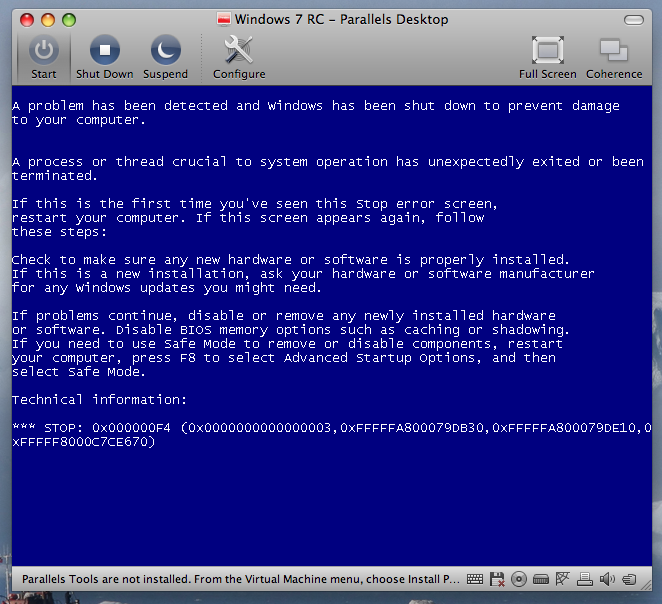 Windows 7 RC - Parallels Desktop
Start
Shut Down
Suspend
Configure
Full Screen
Coherence
A problem has been detected and Windows has been shut down to prevent damage
to your computer.
A process or thread crucial to system operation has unexpectedly exited or been
terminated.
If this is the first time you've seen this Stop error screen,
restart your computer. If this screen appears again, follow
these steps:
Check to make sure any new hardware or software is properly installed.
If this is a new installation, ask your hardware or software manufacturer
for any Windows updates you might need.
If problems continue, disable or remove any newly installed hardware
or software. Disable BIOS memory options such as caching or shadowing.
If you need to use Safe Mode to remove or disable components, restart
your computer, press F8 to select Advanced Startup Options, and then
select Safe Mode.
Technical information:
*** STOP: 0x000000F4 (0x0000000000000003,0xFFFFFA800079DB30,0xFFFFFA800079DE10,0
xFFFFF8000C7CE670)
Parallels Tools are not installed. From the Virtual Machine menu, choose Install P...